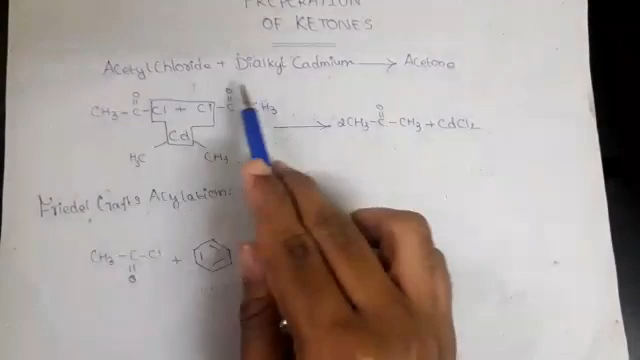 PREPERATION
OF KETONES
Acetyl Chloride + Dialkyl Cadmium → Acetone
CH3-C-Cl + Cl-C-CH3 → 2CH3-C-CH3 + CdCl2
O O O
Cd
H3C CH3
Friedel Crafts Acylation:
CH3-C-Cl +
O